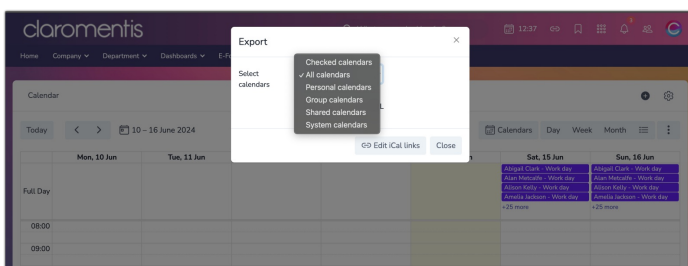 claromentis
12:37
3
Home Company Department Dashboards
Export
Select calendars
Checked calendars
✓ All calendars
Personal calendars
Group calendars
Shared calendars
System calendars
Edit iCal links Close
Calendar
Today < > 10 – 16 June 2024 Calendars Day Week Month
Mon, 10 Jun Tue, 11 Jun Sat, 15 Jun Sun, 16 Jun
Full Day
Abigail Clark - Work day Abigail Clark - Work day
Alan Metcalfe - Work day Alan Metcalfe - Work day
Alison Kelly - Work day Alison Kelly - Work day
Amelia Jackson - Work day Amelia Jackson - Work day
+25 more +25 more
08:00
09:00